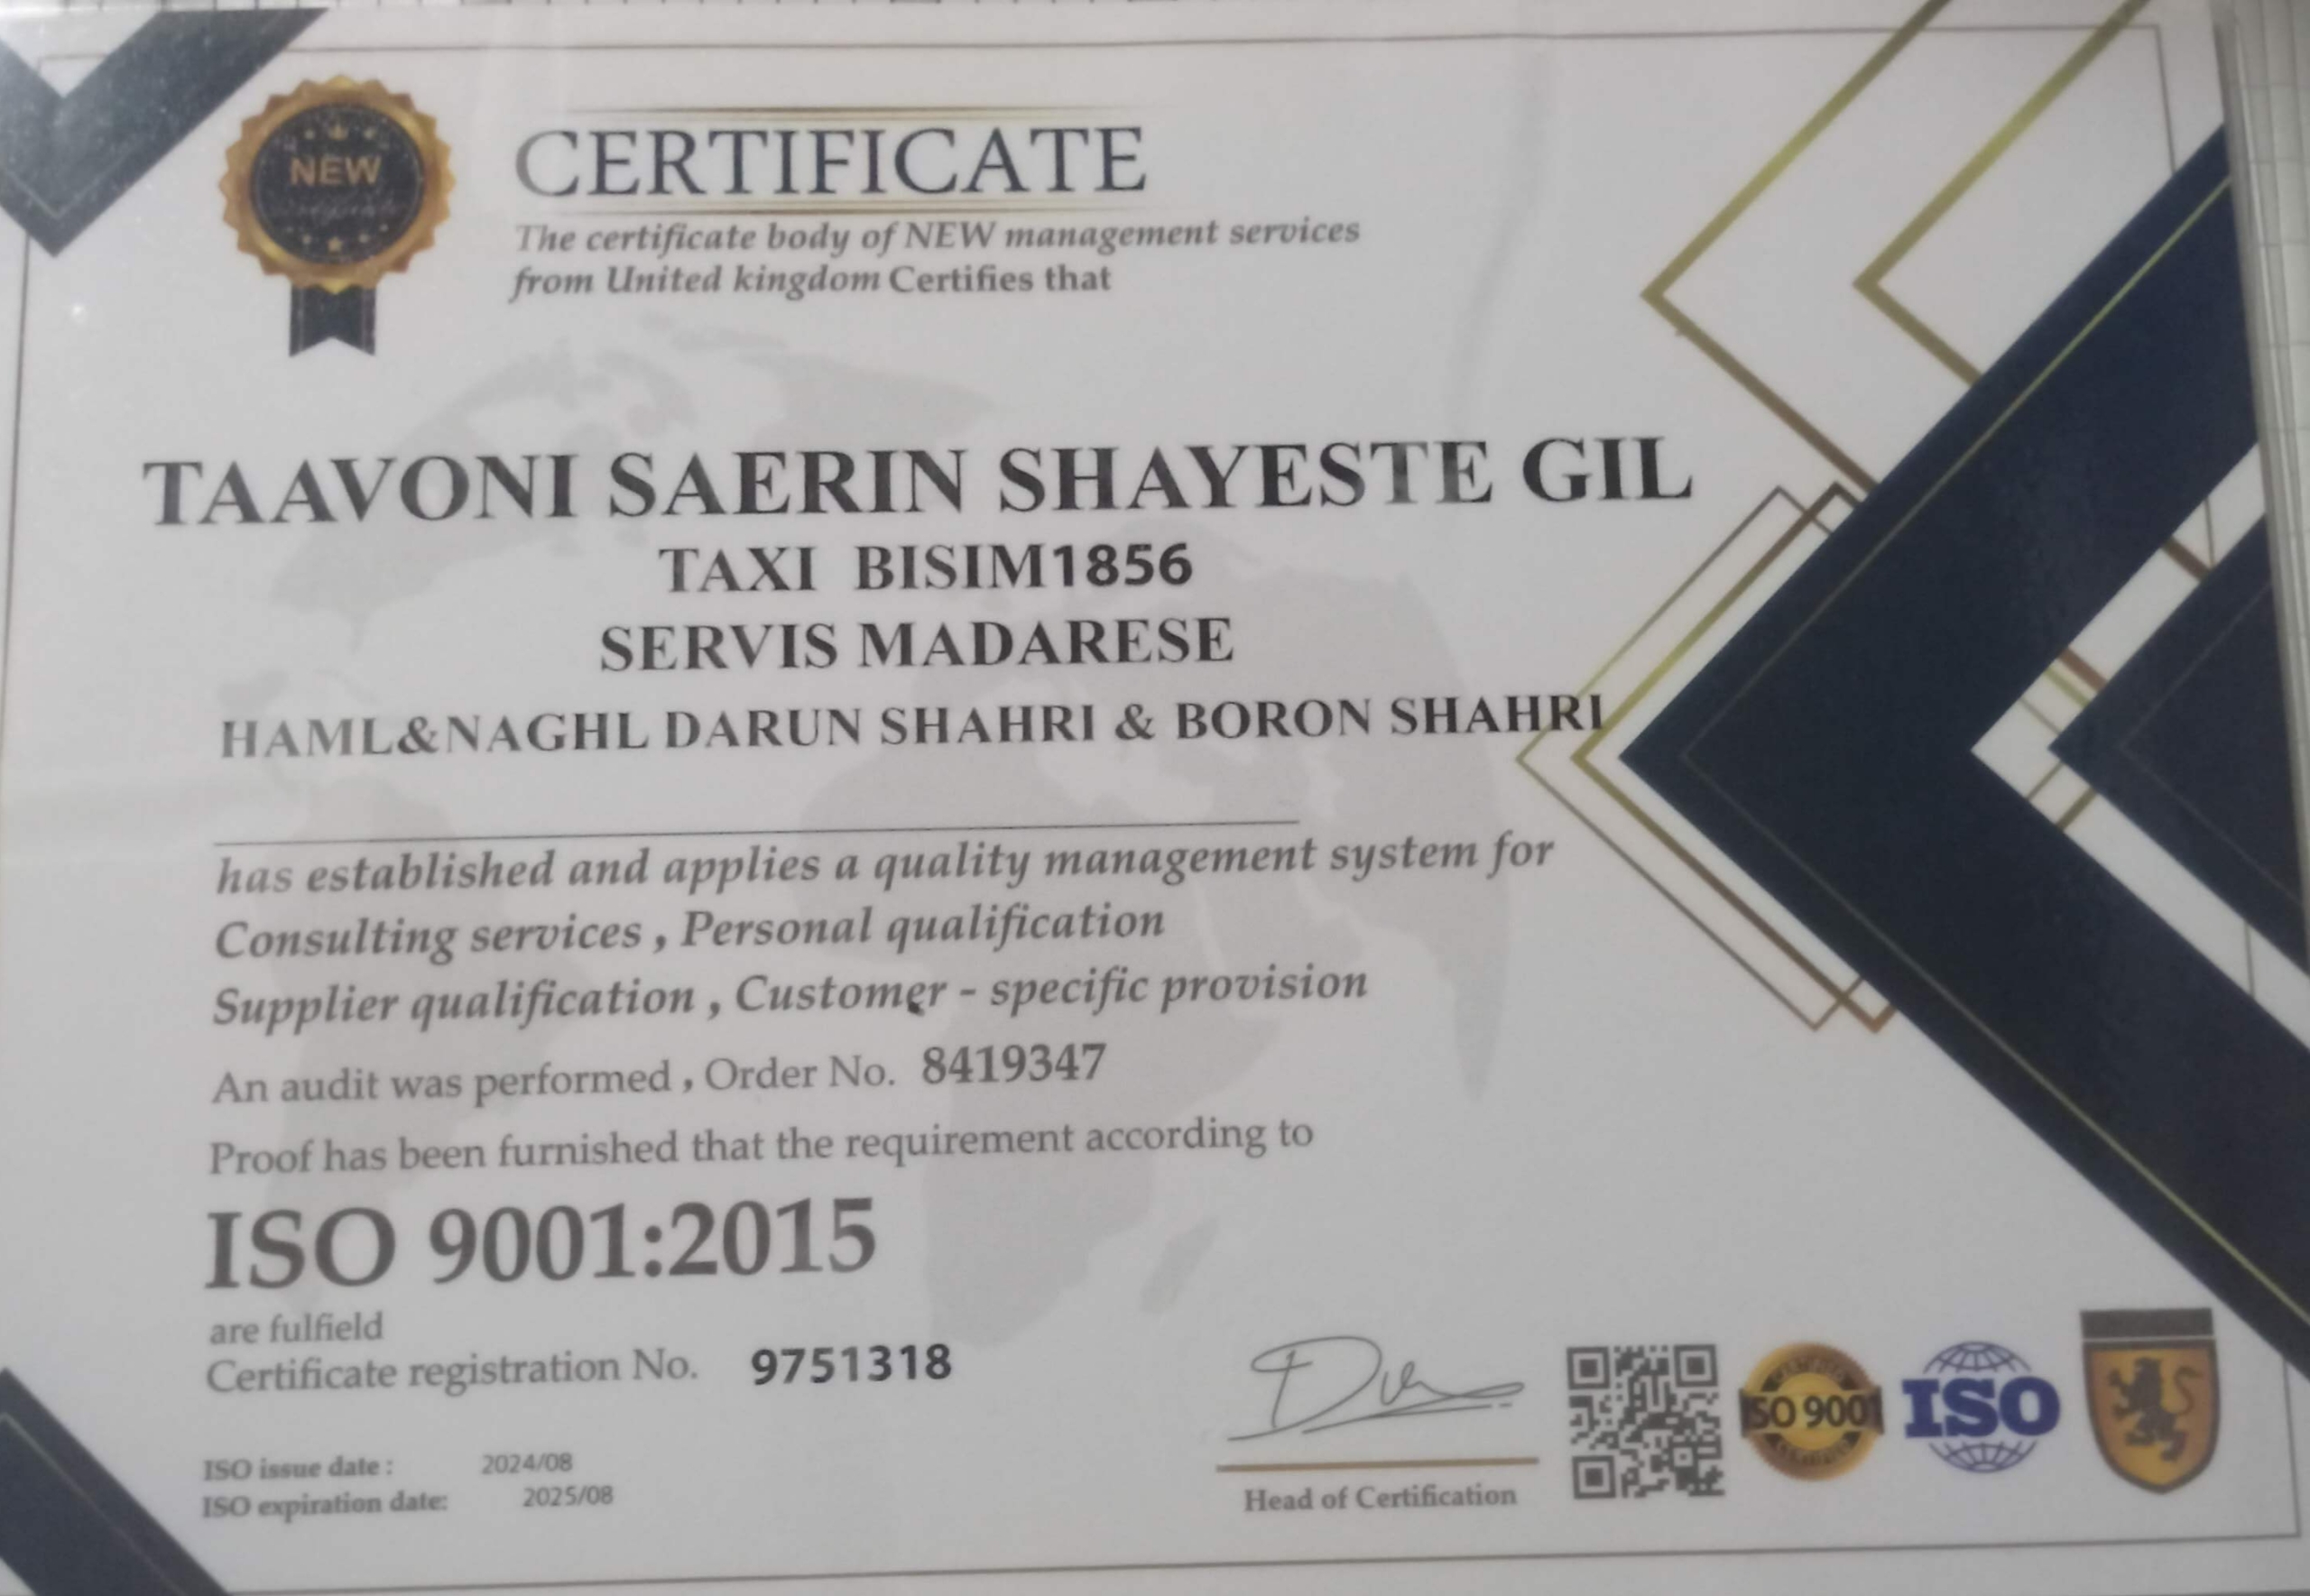 NEW
CERTIFICATE
The certificate body of NEW management services
from United kingdom Certifies that
TAAVONI SAERIN SHAYESTE GIL
TAXI BISIM1856
SERVIS MADARESE
HAML&NAGHL DARUN SHAHRI & BORON SHAHRI
has established and applies a quality management system for
Consulting services , Personal qualification
Supplier qualification , Customer - specific provision
An audit was performed , Order No. 8419347
Proof has been furnished that the requirement according to
ISO 9001:2015
are fulfield
Certificate registration No. 9751318
ISO issue date : 2024/08
ISO expiration date: 2025/08
Head of Certification
ISO 9001
ISO